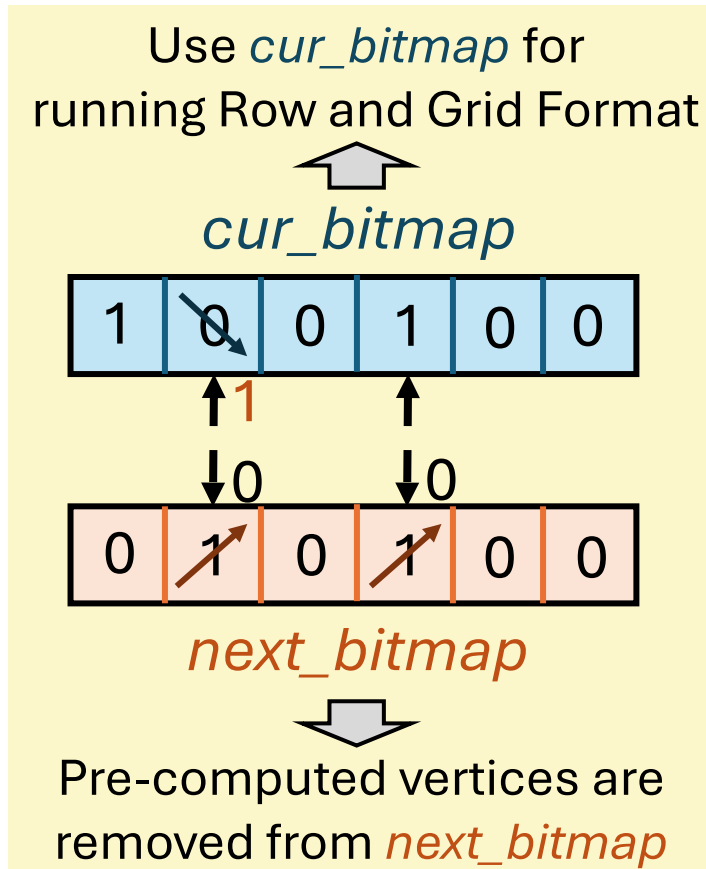 Use cur_bitmap for
running Row and Grid Format
cur_bitmap
1 0 0 1 0 0
1
0 0
0 1 0 1 0 0
next_bitmap
Pre-computed vertices are
removed from next_bitmap